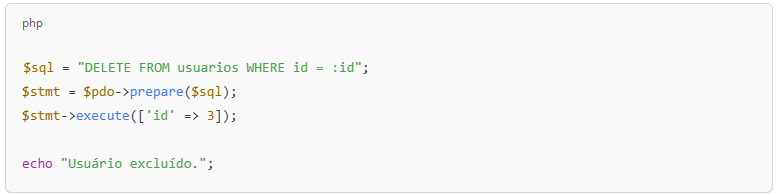 php
$sql = "DELETE FROM usuarios WHERE id = :id";
$stmt = $pdo->prepare($sql);
$stmt->execute(['id' => 3]);
echo "Usuário excluído.";